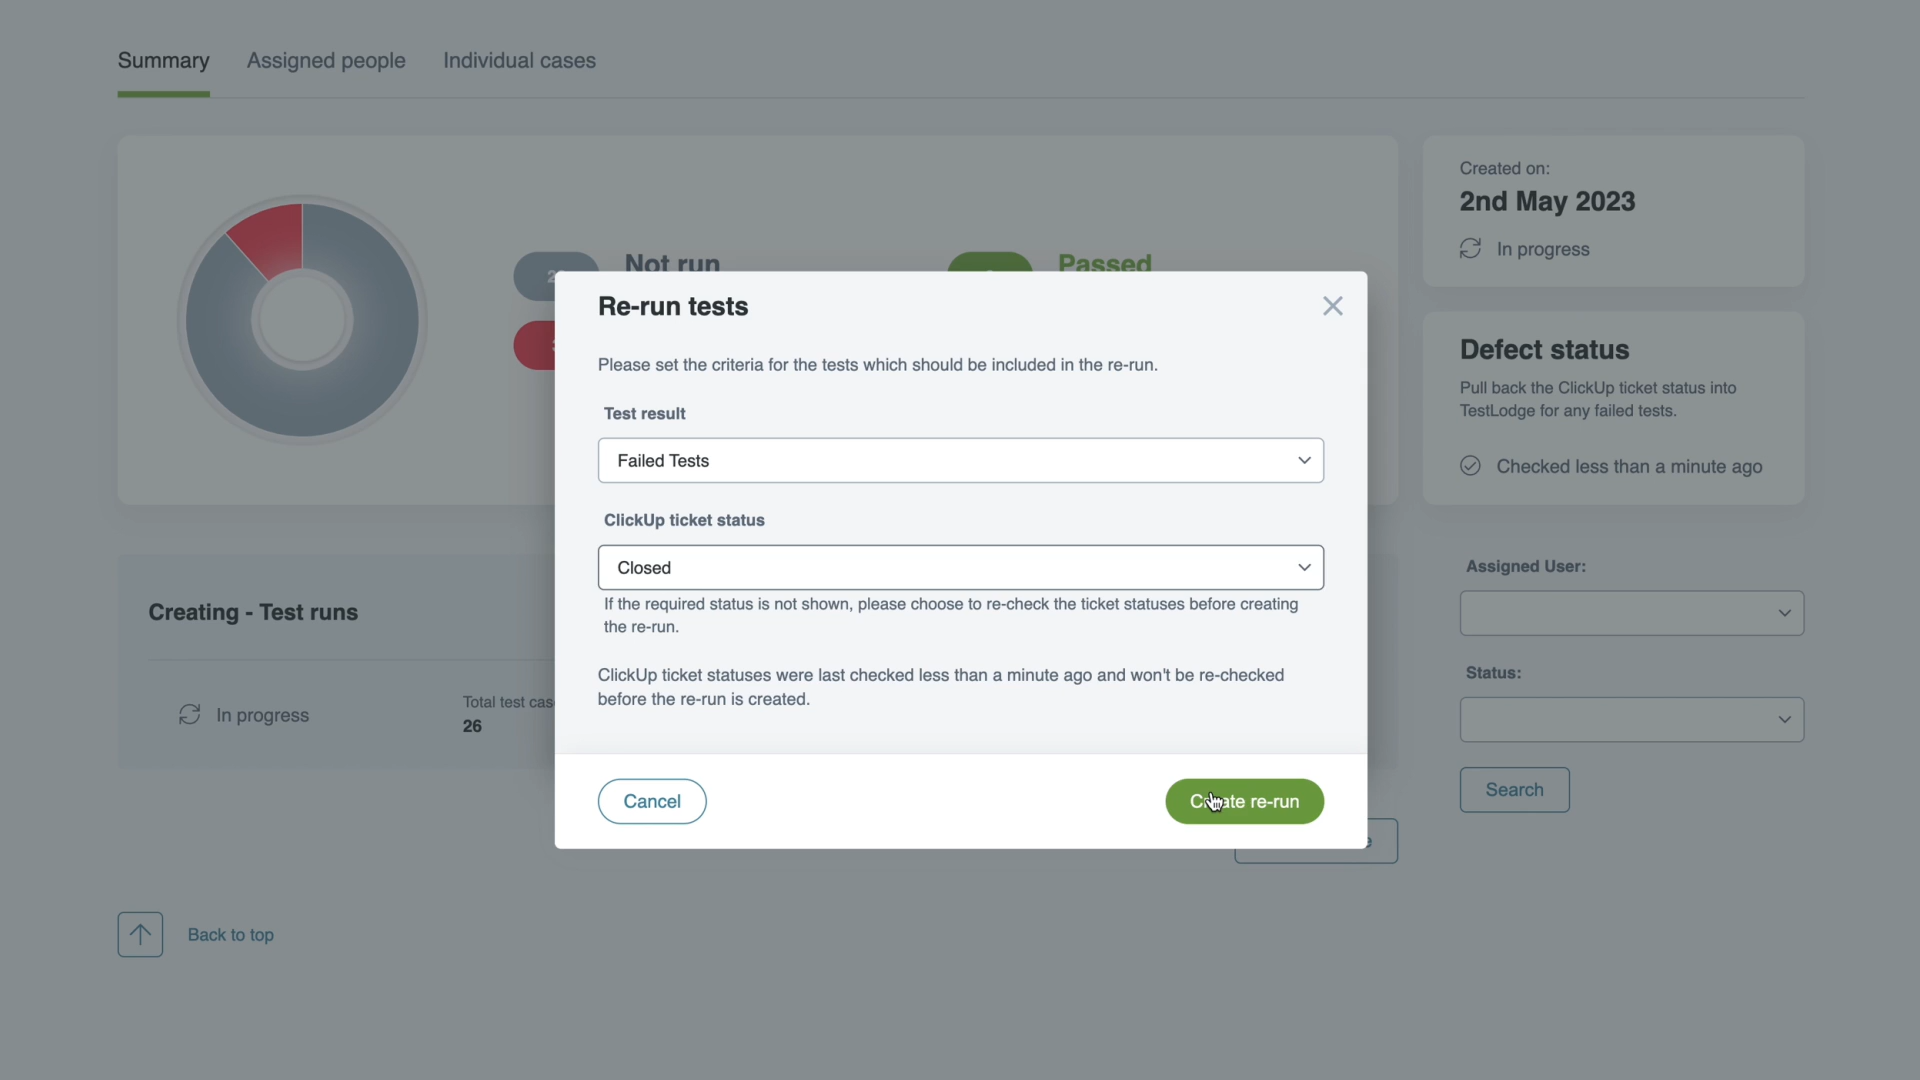 Summary
Assigned people
Individual cases
Created on:
2nd May 2023
In progress
Not run
Passed
Re-run tests
Please set the criteria for the tests which should be included in the re-run.
Test result
Failed Tests
ClickUp ticket status
Closed
If the required status is not shown, please choose to re-check the ticket statuses before creating
the re-run.
ClickUp ticket statuses were last checked less than a minute ago and won't be re-checked
before the re-run is created.
Cancel
Create re-run
Defect status
Pull back the ClickUp ticket status into
TestLodge for any failed tests.
Checked less than a minute ago
Creating - Test runs
In progress
Total test
26
Assigned User:
Status:
Search
Back to top